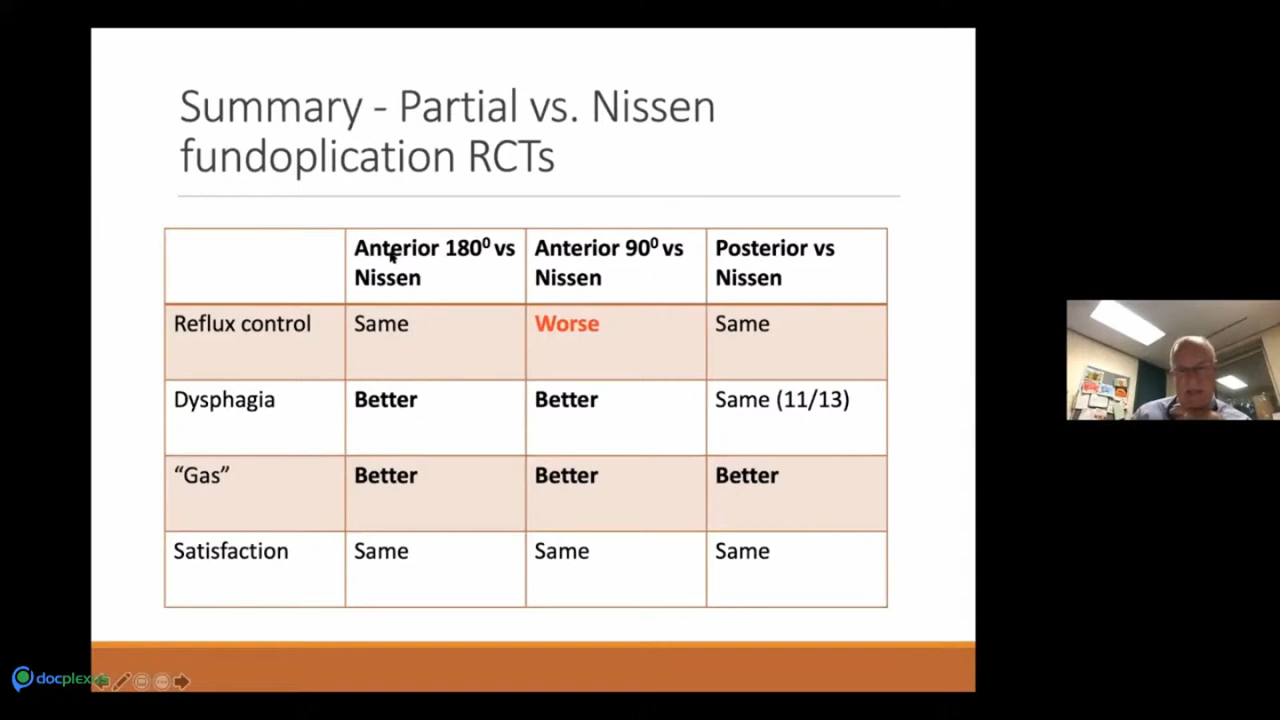 Summary - Partial vs. Nissen
fundoplication RCTs
Anterior 180⁰ vs
Nissen
Anterior 90⁰ vs
Nissen
Posterior vs
Nissen
Reflux control
Same
Worse
Same
Dysphagia
Better
Better
Same (11/13)
“Gas”
Better
Better
Better
Satisfaction
Same
Same
Same
docplexus